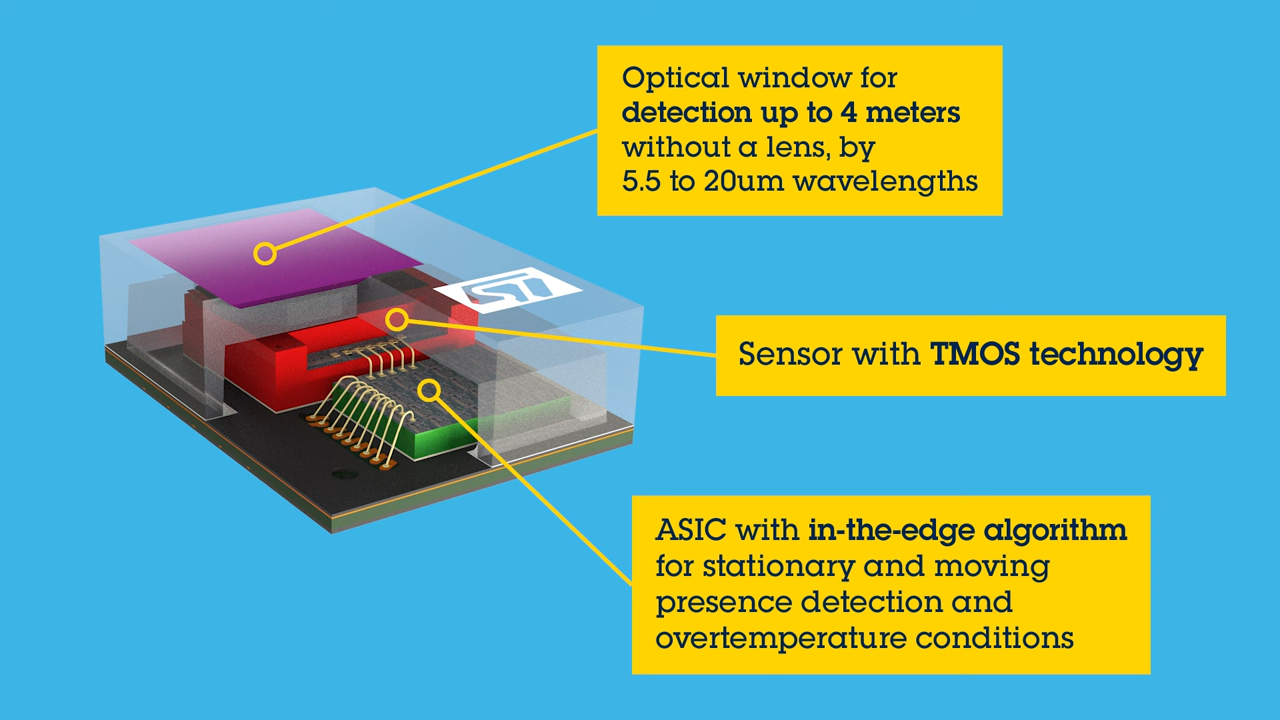 Optical window for
detection up to 4 meters
without a lens, by
5.5 to 20um wavelengths
ST
Sensor with TMOS technology
ASIC with in-the-edge algorithm
for stationary and moving
presence detection and
overtemperature conditions